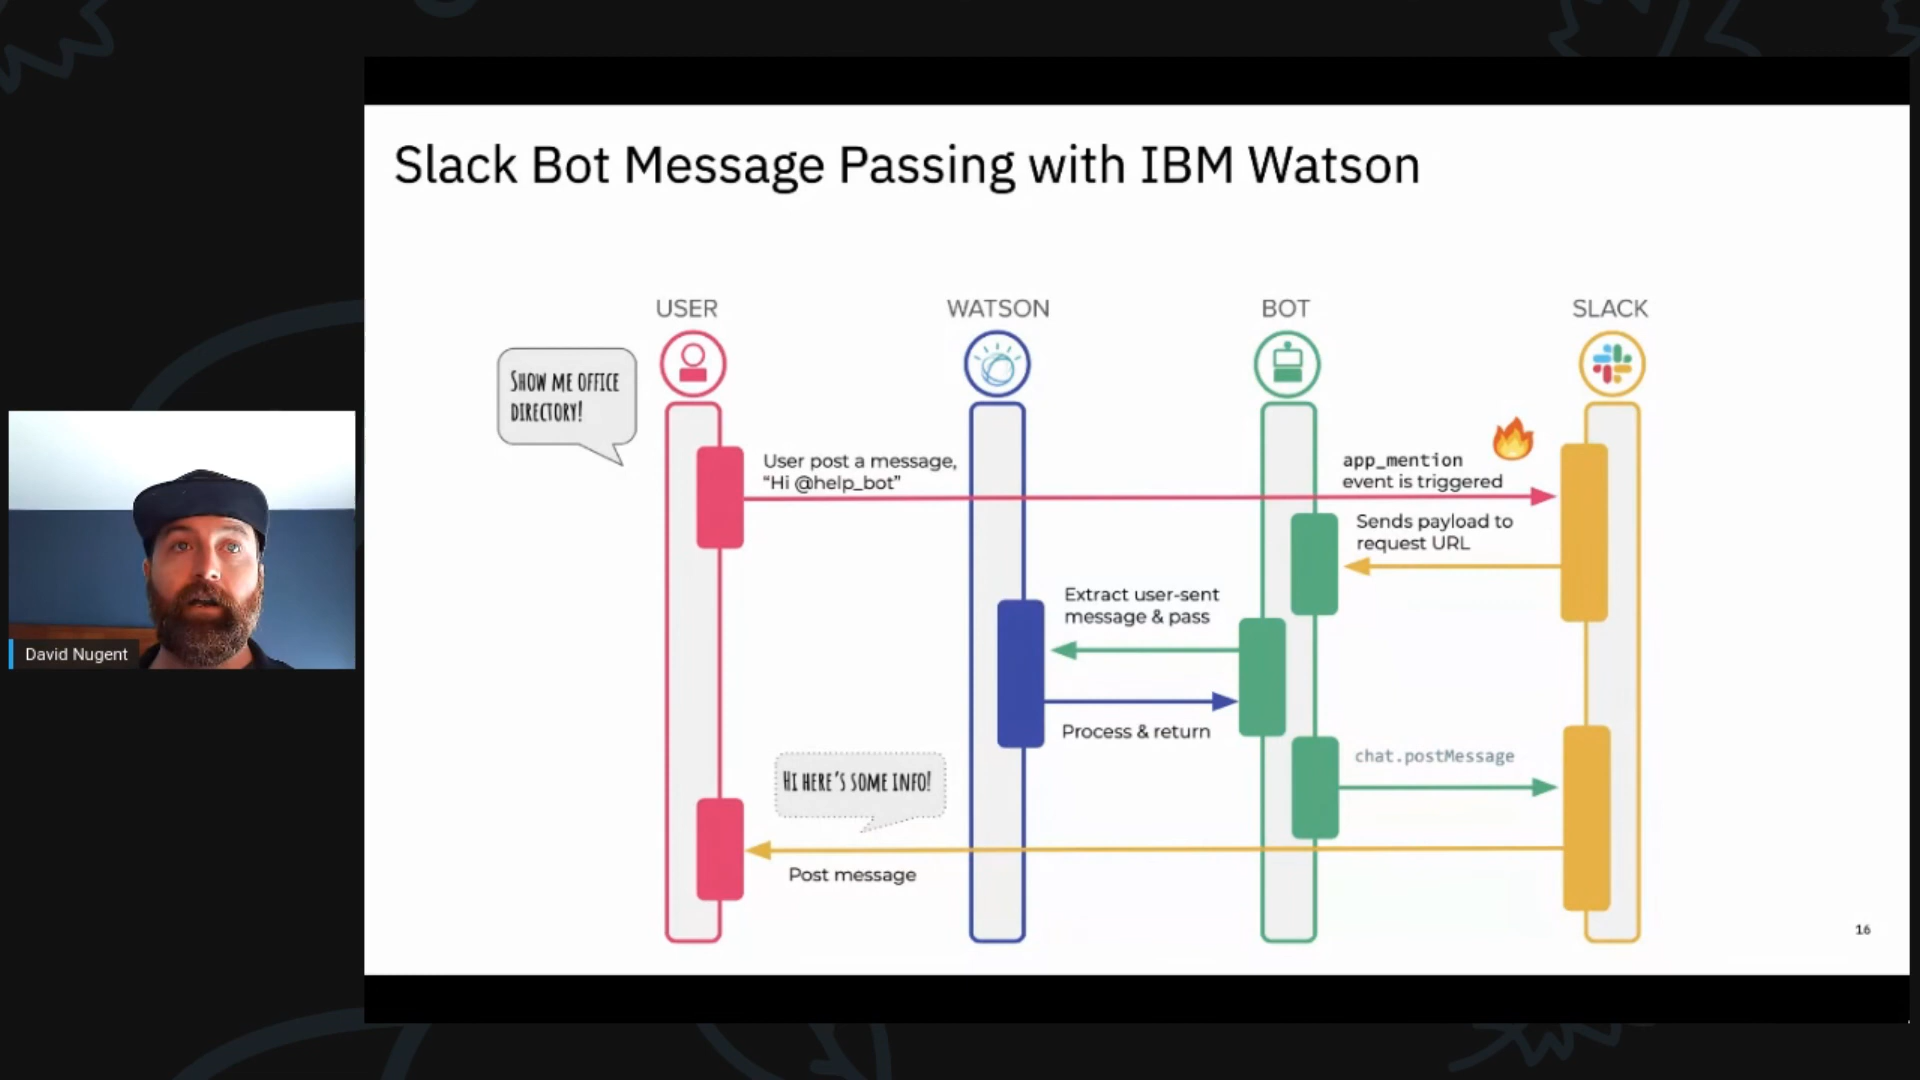 Slack Bot Message Passing with IBM Watson
USER
WATSON
BOT
SLACK
SHOW ME OFFICE
DIRECTORY!
User post a message,
“Hi @help_bot”
app_mention
event is triggered
Sends payload to
request URL
Extract user-sent
message & pass
Process & return
chat.postMessage
HI HERE'S SOME INFO!
Post message
16
David Nugent